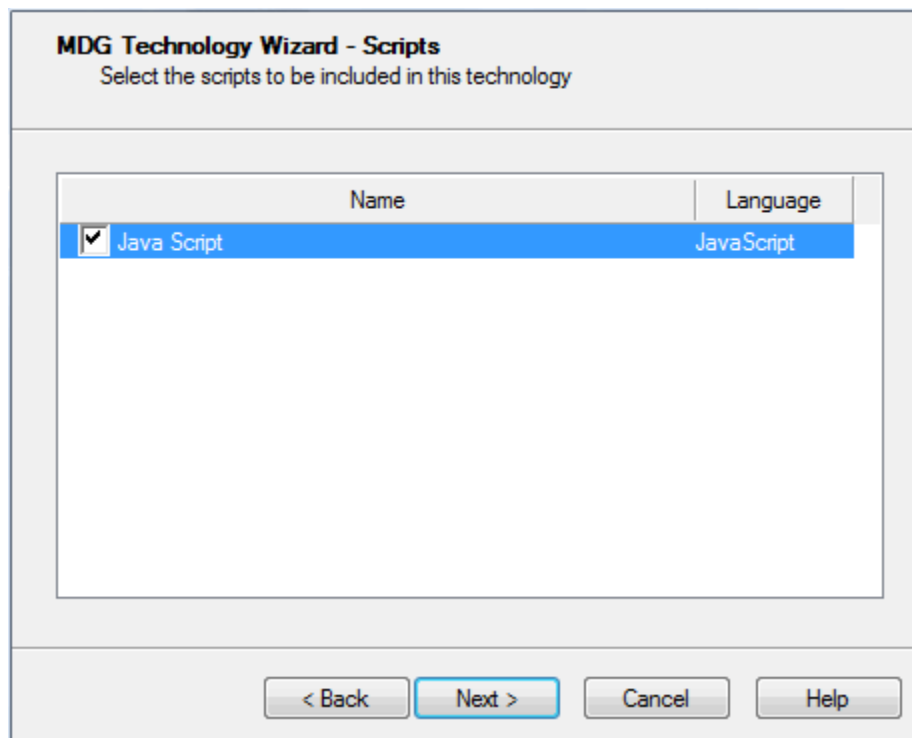 MDG Technology Wizard - Scripts
Select the scripts to be included in this technology
Name Language
Java Script JavaScript
< Back Next > Cancel Help